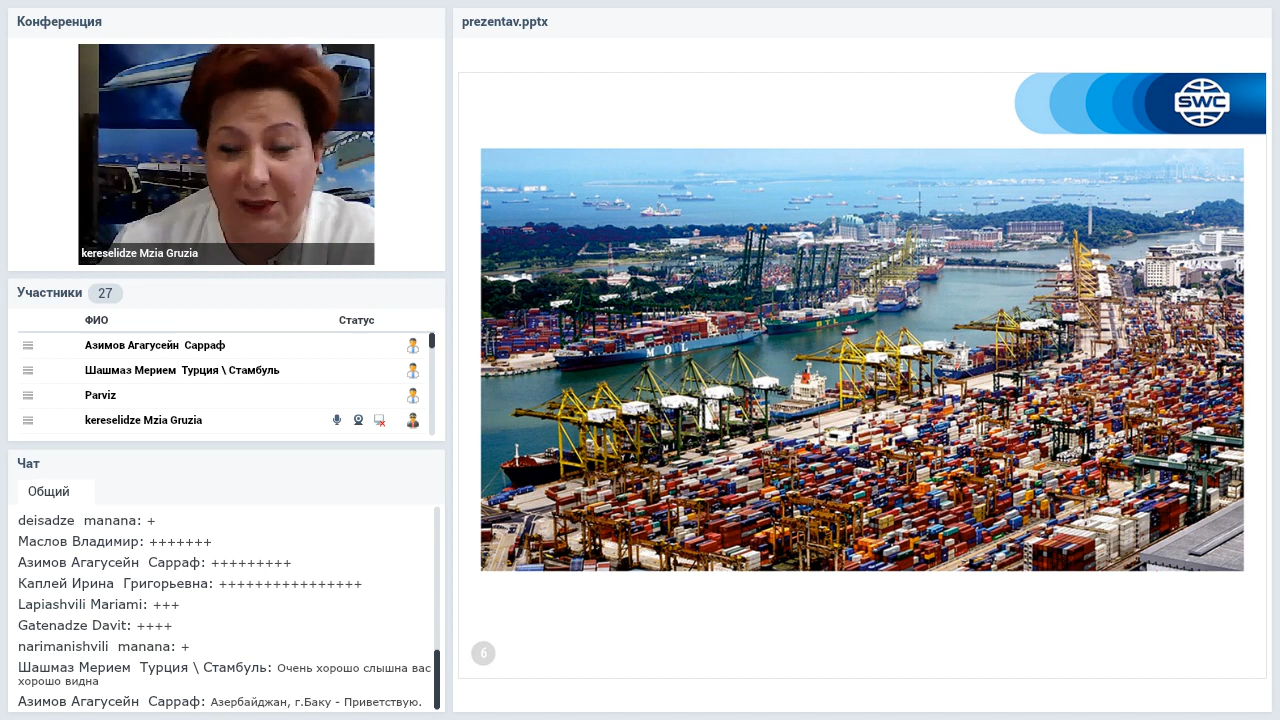 Конференция
kereselidze Mzia Gruzia
Участники 27
ФИО Статус
Азимов Агагусейн Сарраф
Шашмаз Мерием Турция \ Стамбуль
Parviz
kereselidze Mzia Gruzia
Чат
Общий
deisadze manana: +
Маслов Владимир: +++++++
Азимов Агагусейн Сарраф: +++++++++
Каплей Ирина Григорьевна: ++++++++++++++++
Lapiashvili Mariami: +++
Gatenadze Davit: ++++
narimanishvili manana: +
Шашмаз Мерием Турция \ Стамбуль: Очень хорошо слышна вас
хорошо видна
Азимов Агагусейн Сарраф: Азербайджан, г.Баку - Приветствую.
prezentav.pptx
SWC
MOL
6